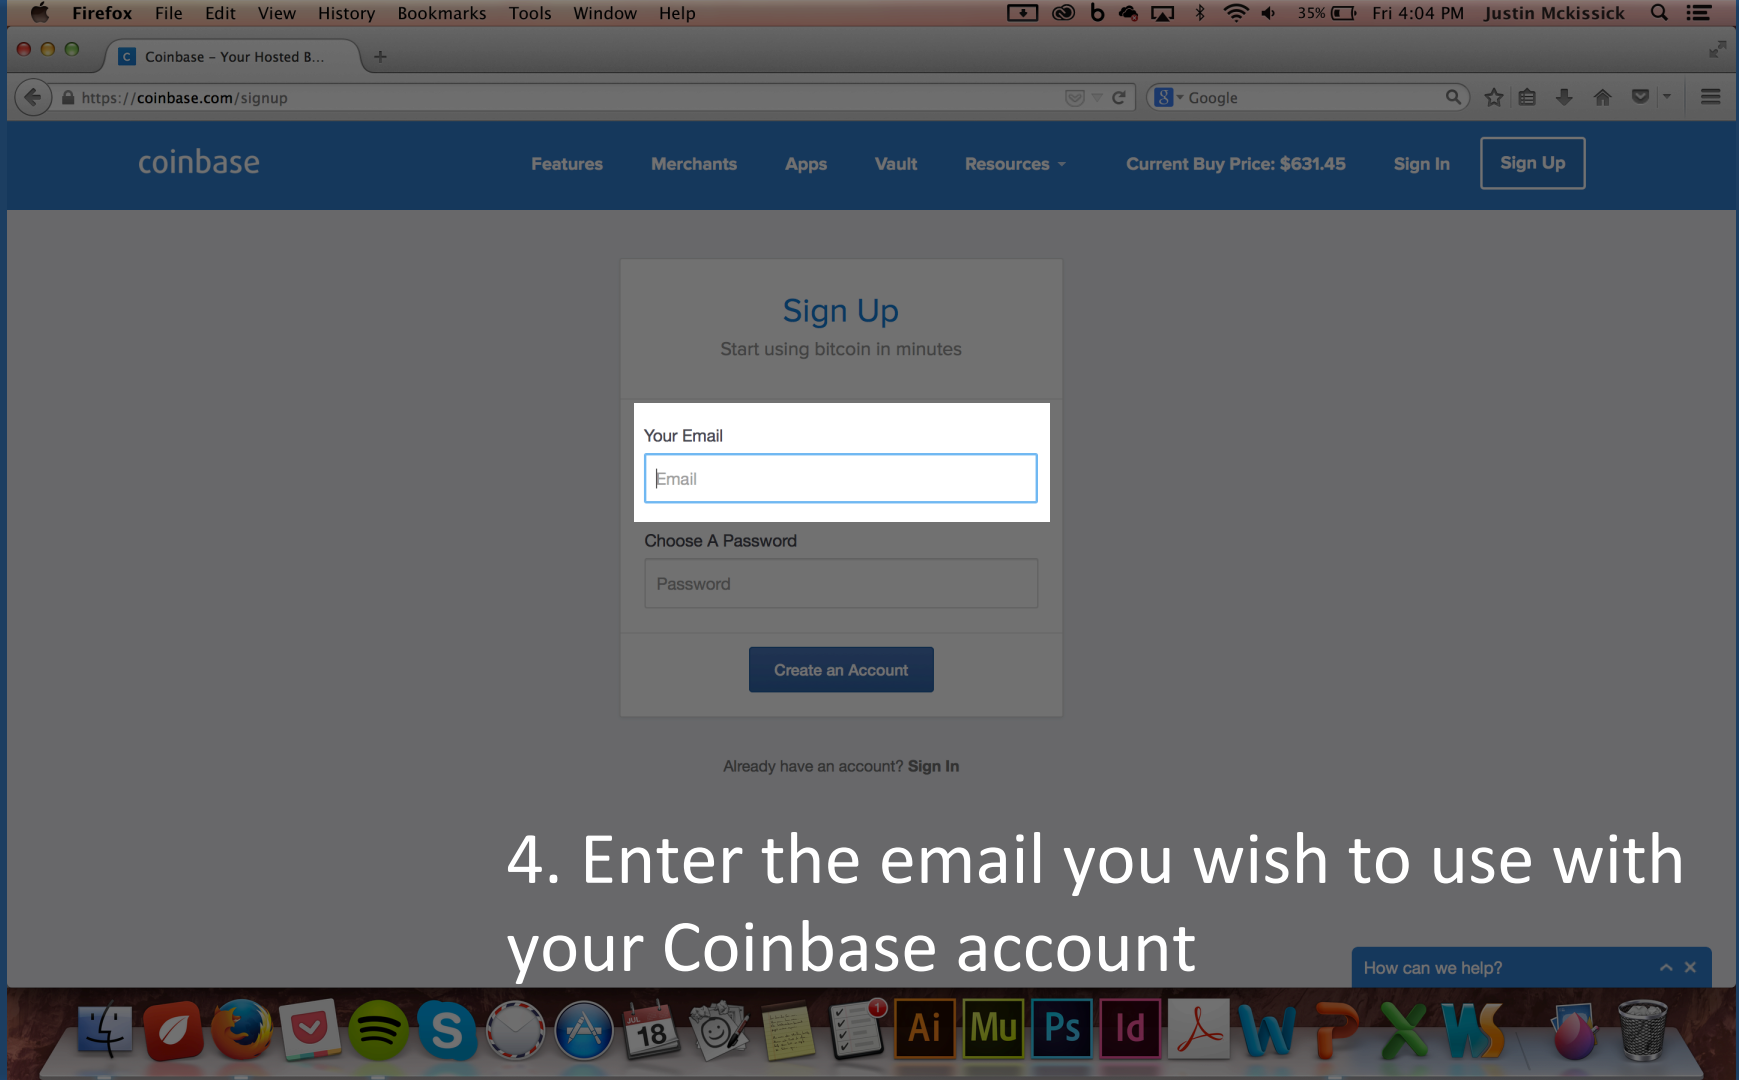 Firefox File Edit View History Bookmarks Tools Window Help 35% Fri 4:04 PM Justin Mckissick
C Coinbase - Your Hosted B... +
https://coinbase.com/signup 8 Google
coinbase Features Merchants Apps Vault Resources Current Buy Price: $631.45 Sign In Sign Up
Sign Up
Start using bitcoin in minutes
Your Email
Email
Choose A Password
Password
Create an Account
Already have an account? Sign In
4. Enter the email you wish to use with
your Coinbase account
How can we help?
JUL
18
1
Ai Mu Ps Id